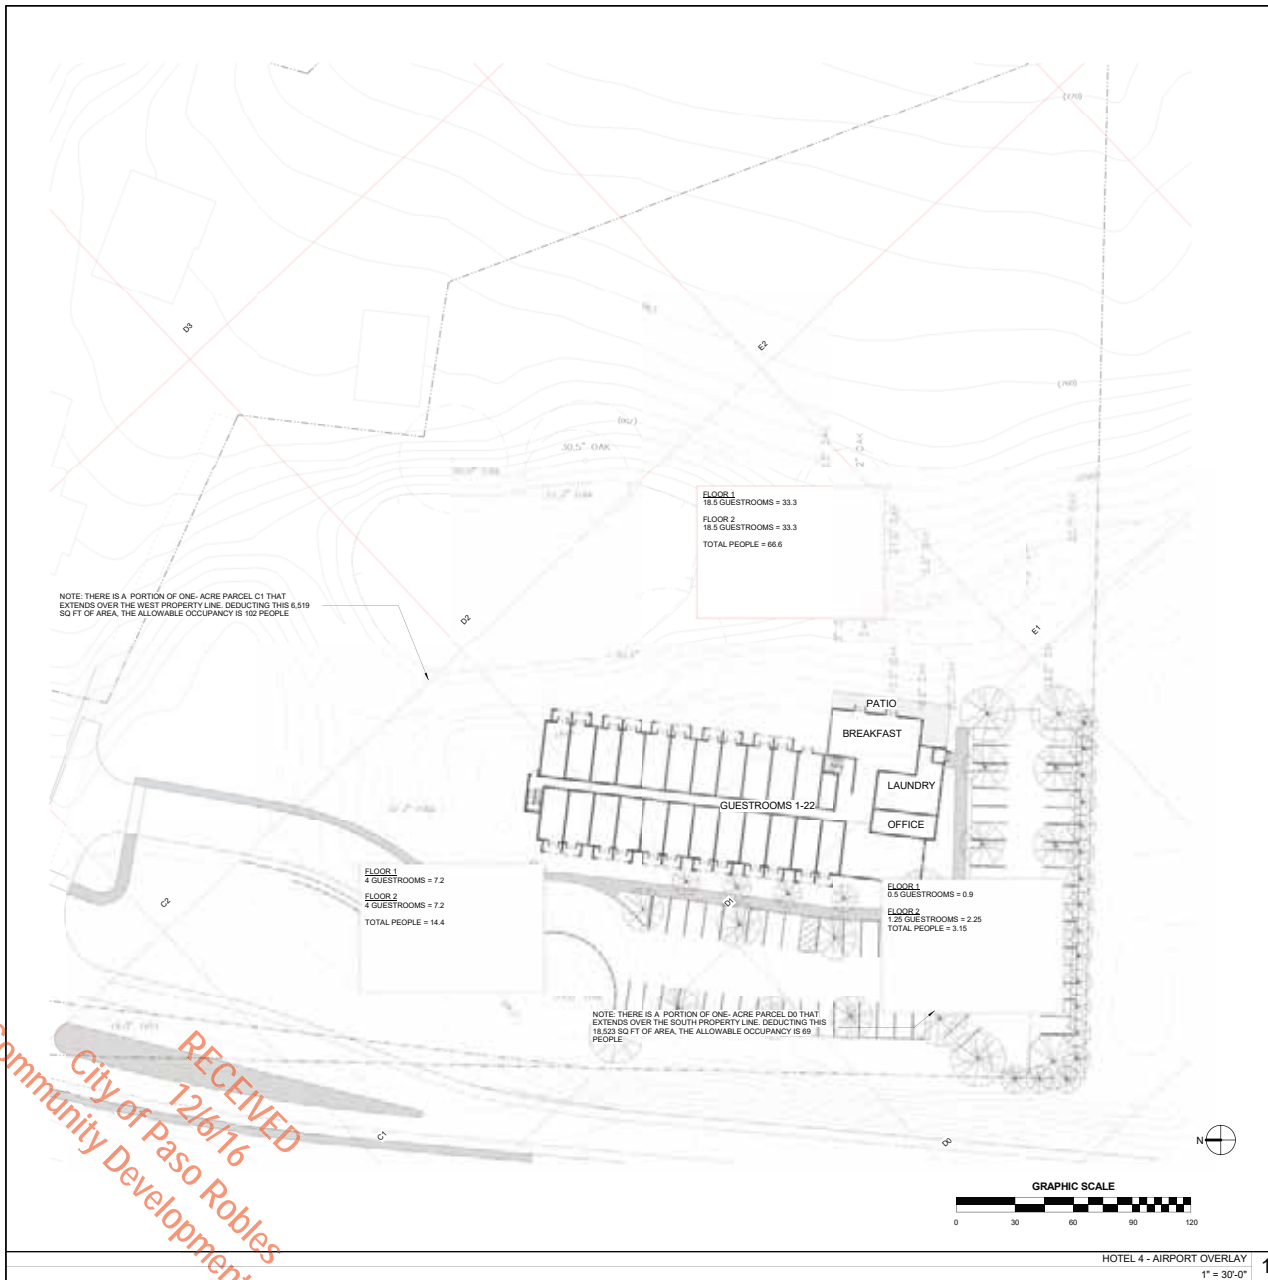 (770)
D3
E2
(760)
30.5" OAK
2" OAK
FLOOR 1
18.5 GUESTROOMS = 33.3
FLOOR 2
18.5 GUESTROOMS = 33.3
TOTAL PEOPLE = 66.6
NOTE: THERE IS A PORTION OF ONE- ACRE PARCEL C1 THAT
EXTENDS OVER THE WEST PROPERTY LINE. DEDUCTING THIS 6,519
SQ FT OF AREA, THE ALLOWABLE OCCUPANCY IS 102 PEOPLE
D2
E1
PATIO
BREAKFAST
LAUNDRY
GUESTROOMS 1-22
OFFICE
FLOOR 1
4 GUESTROOMS = 7.2
FLOOR 2
4 GUESTROOMS = 7.2
TOTAL PEOPLE = 14.4
FLOOR 1
0.5 GUESTROOMS = 0.9
FLOOR 2
1.25 GUESTROOMS = 2.25
TOTAL PEOPLE = 3.15
C2
D1
NOTE: THERE IS A PORTION OF ONE- ACRE PARCEL D0 THAT
EXTENDS OVER THE SOUTH PROPERTY LINE. DEDUCTING THIS
18,523 SQ FT OF AREA, THE ALLOWABLE OCCUPANCY IS 69
PEOPLE
RECEIVED
12/6/16
City of Paso Robles
Community Development
C1
D0
N
GRAPHIC SCALE
0 30 60 90 120
HOTEL 4 - AIRPORT OVERLAY
1" = 30'-0"
1